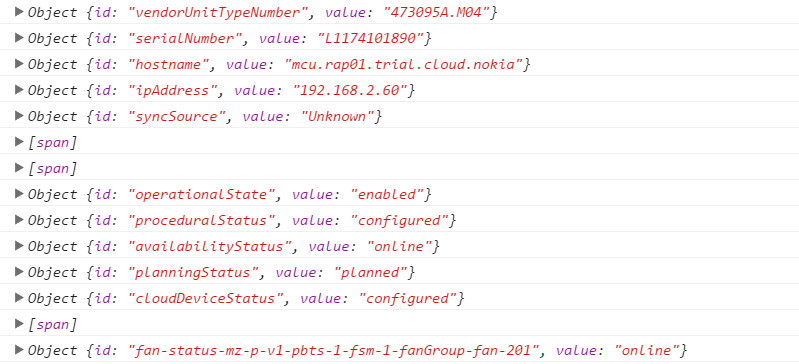 Object {id: "vendorUnitTypeNumber", value: "473095A.M04"}
Object {id: "serialNumber", value: "L1174101890"}
Object {id: "hostname", value: "mcu.rap01.trial.cloud.nokia"}
Object {id: "ipAddress", value: "192.168.2.60"}
Object {id: "syncSource", value: "Unknown"}
[span]
[span]
Object {id: "operationalState", value: "enabled"}
Object {id: "proceduralStatus", value: "configured"}
Object {id: "availabilityStatus", value: "online"}
Object {id: "planningStatus", value: "planned"}
Object {id: "cloudDeviceStatus", value: "configured"}
[span]
Object {id: "fan-status-mz-p-v1-pbts-1-fsm-1-fanGroup-fan-201", value: "online"}